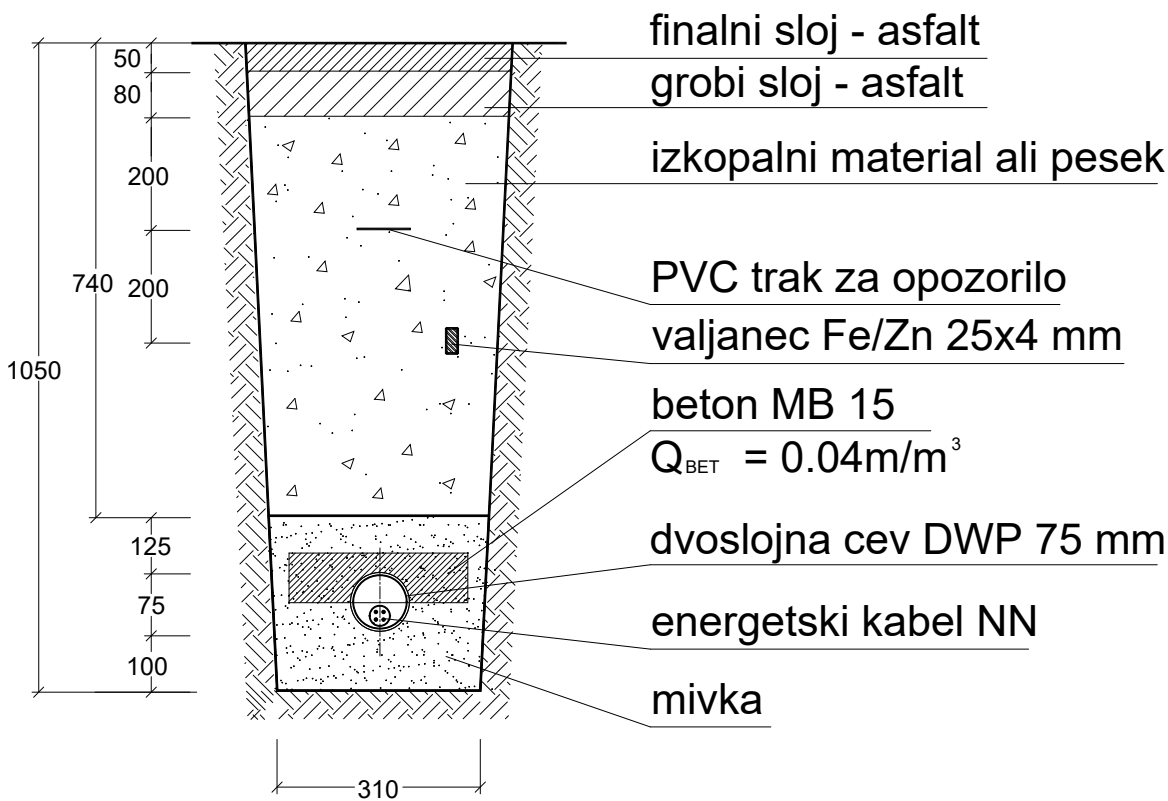 finalni sloj - asfalt
grobi sloj - asfalt
izkopalni material ali pesek
PVC trak za opozorilo
valjanec Fe/Zn 25x4 mm
beton MB 15
Q_BET = 0.04m/m³
dvoslojna cev DWP 75 mm
energetski kabel NN
mivka
50
80
200
200
740
1050
125
75
100
310